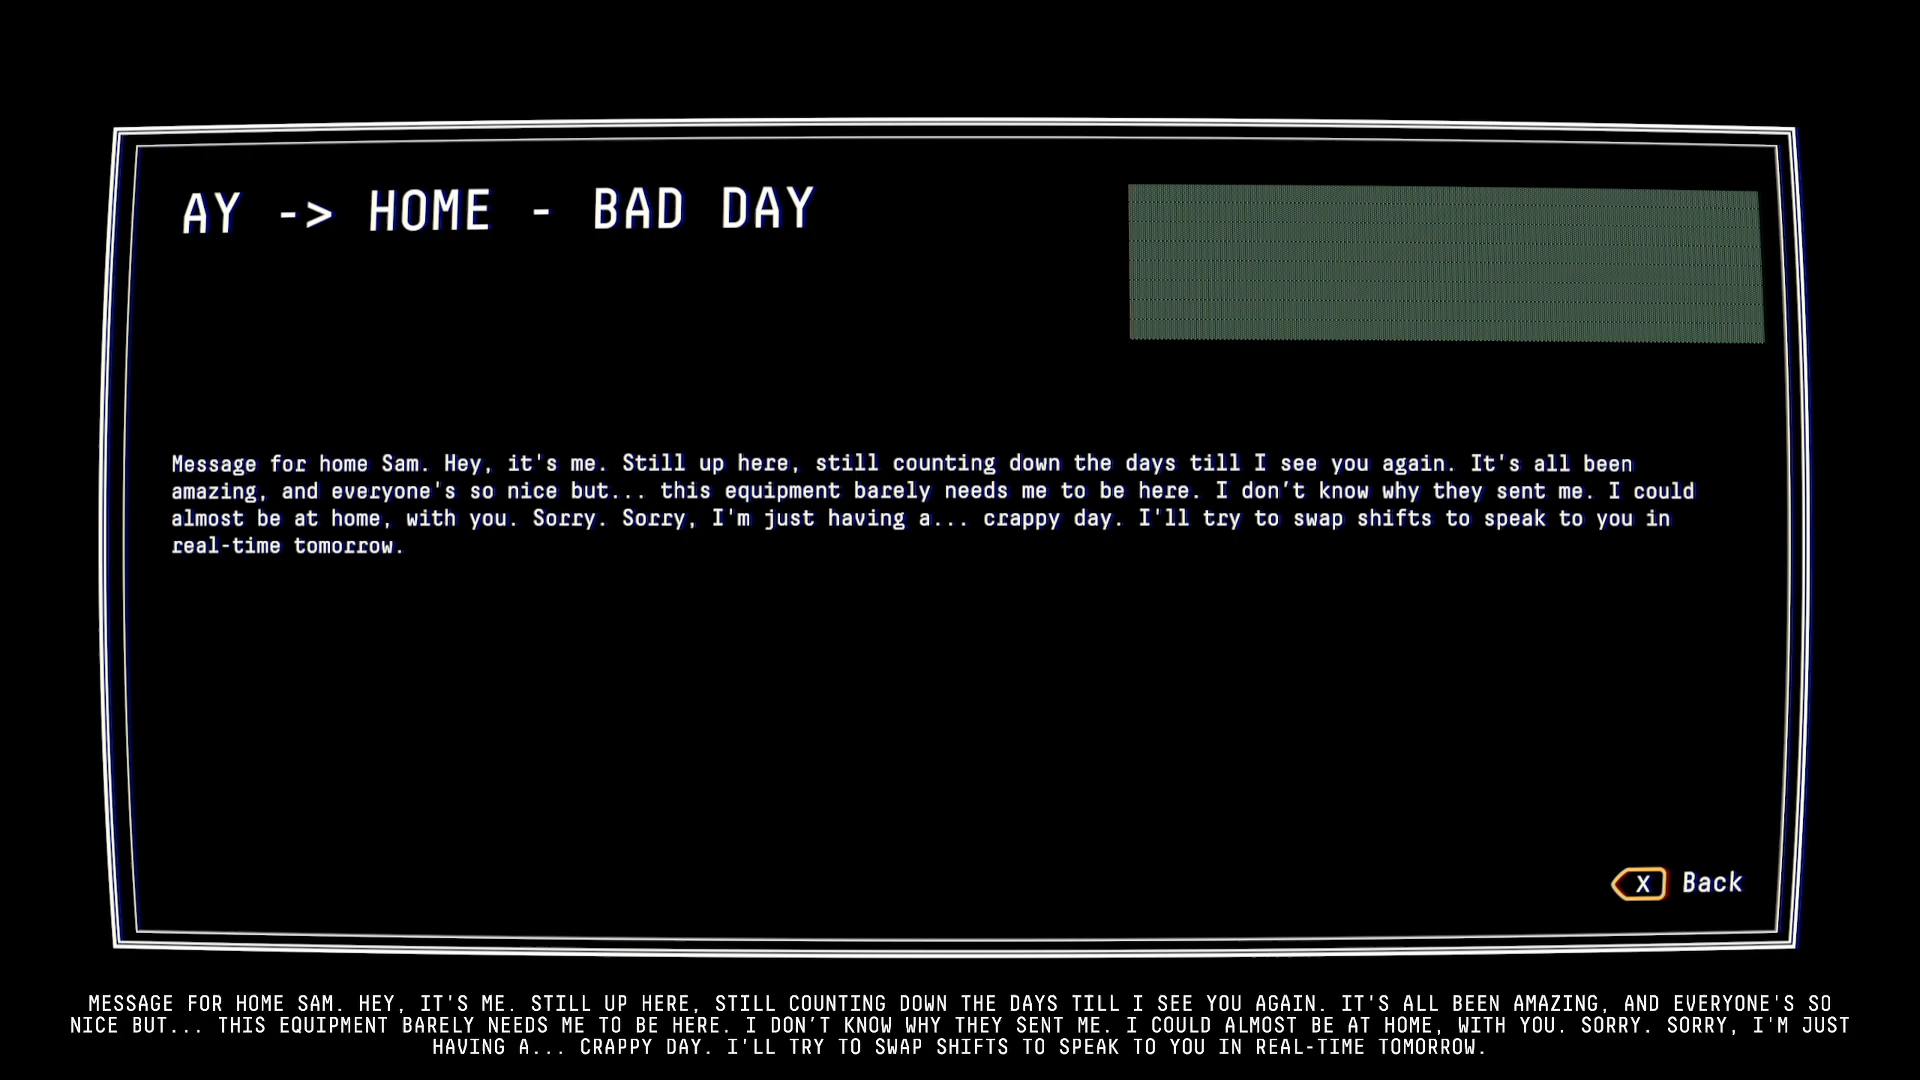 AY -> HOME - BAD DAY
Message for home Sam. Hey, it's me. Still up here, still counting down the days till I see you again. It's all been
amazing, and everyone's so nice but... this equipment barely needs me to be here. I don't know why they sent me. I could
almost be at home, with you. Sorry. Sorry, I'm just having a... crappy day. I'll try to swap shifts to speak to you in
real-time tomorrow.
X Back
MESSAGE FOR HOME SAM. HEY, IT'S ME. STILL UP HERE, STILL COUNTING DOWN THE DAYS TILL I SEE YOU AGAIN. IT'S ALL BEEN AMAZING, AND EVERYONE'S SO
NICE BUT... THIS EQUIPMENT BARELY NEEDS ME TO BE HERE. I DON'T KNOW WHY THEY SENT ME. I COULD ALMOST BE AT HOME, WITH YOU. SORRY. SORRY, I'M JUST
HAVING A... CRAPPY DAY. I'LL TRY TO SWAP SHIFTS TO SPEAK TO YOU IN REAL-TIME TOMORROW.